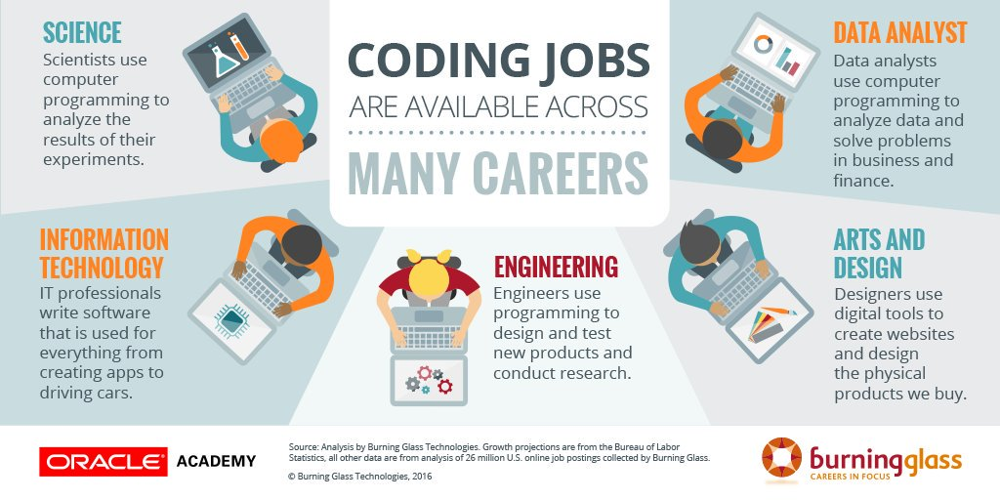 SCIENCE
Scientists use
computer
programming to
analyze the
results of their
experiments.
CODING JOBS
ARE AVAILABLE ACROSS
MANY CAREERS
DATA ANALYST
Data analysts
use computer
programming to
analyze data and
solve problems
in business and
finance.
INFORMATION
TECHNOLOGY
IT professionals
write software
that is used for
everything from
creating apps to
driving cars.
ENGINEERING
Engineers use
programming to
design and test
new products and
conduct research.
ARTS AND
DESIGN
Designers use
digital tools to
create websites
and design
the physical
products we buy.
ORACLE ACADEMY
Source: Analysis by Burning Glass Technologies. Growth projections are from the Bureau of Labor
Statistics, all other data are from analysis of 26 million U.S. online job postings collected by Burning Glass.
© Burning Glass Technologies, 2016
burningglass
CAREERS IN FOCUS